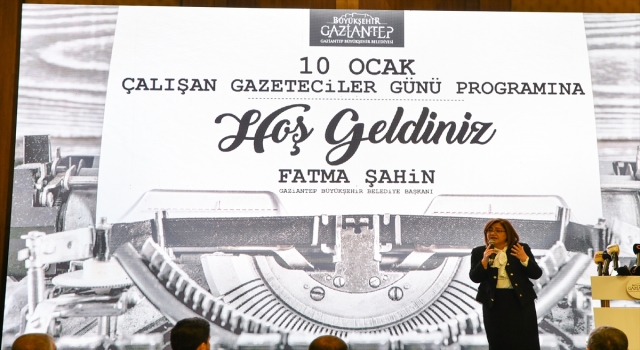 BÜYÜKŞEHİR
GAZİANTEP
GAZİANTEP BÜYÜKŞEHİR BELEDİYESİ
10 OCAK
ÇALIŞAN GAZETECİLER GÜNÜ PROGRAMINA
Hoş Geldiniz
FATMA ŞAHİN
GAZİANTEP BÜYÜKŞEHİR BELEDİYE BAŞKANI